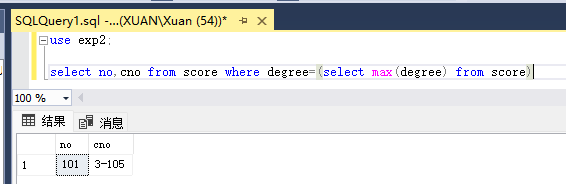 SQLQuery1.sql -...(XUAN\Xuan (54))*
use exp2;
select no,cno from score where degree=(select max(degree) from score)
100 %
结果 消息
no cno
1 101 3-105